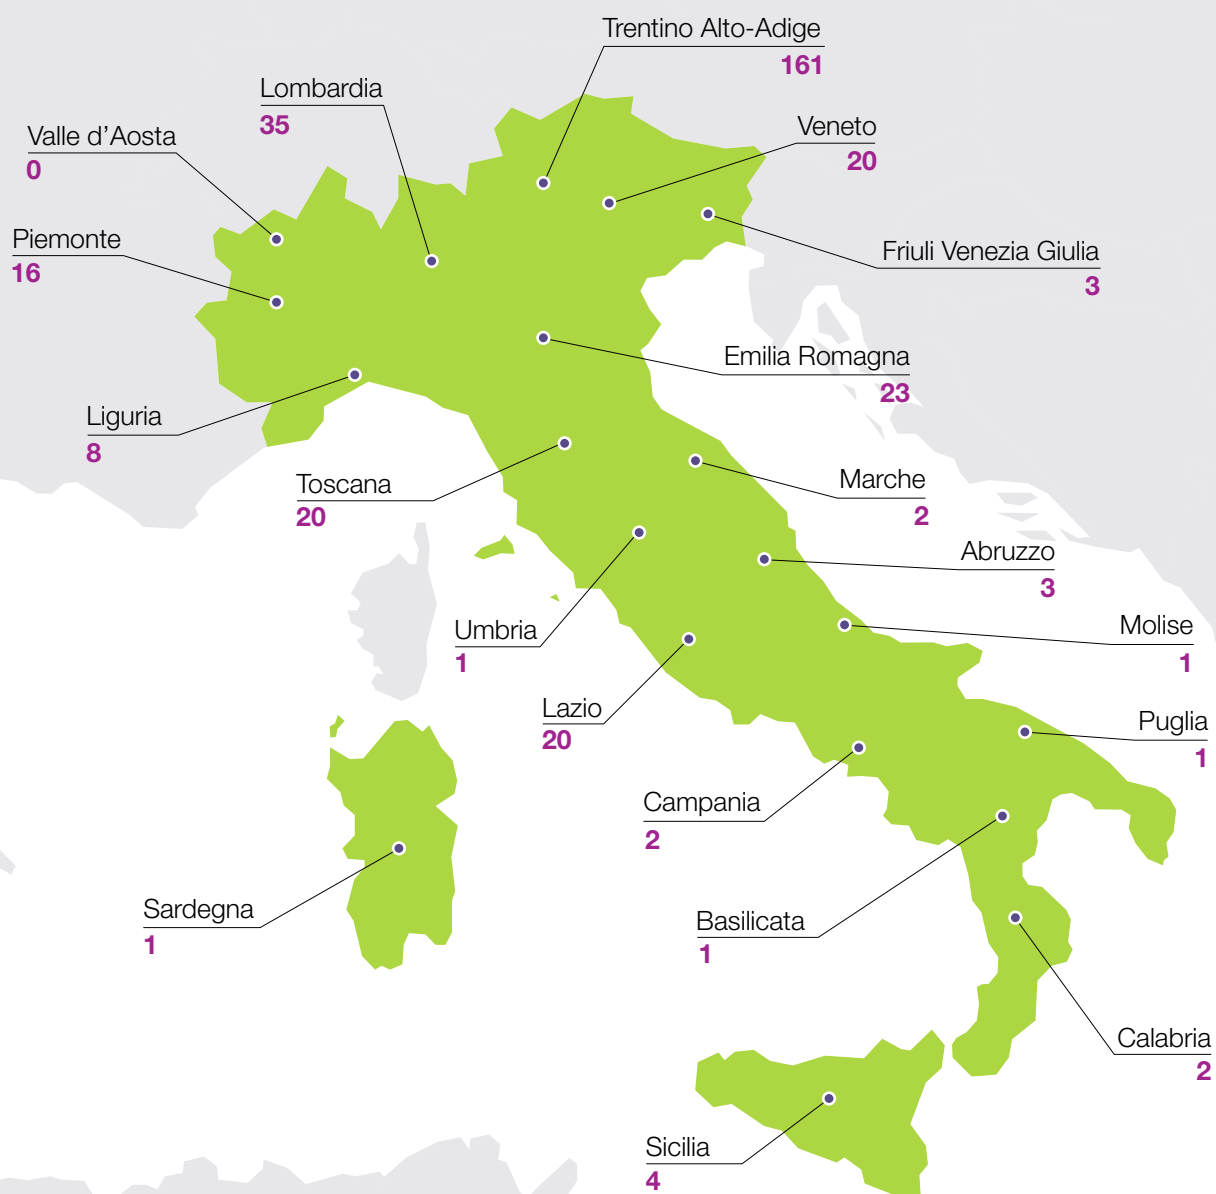 Trentino Alto-Adige
161
Lombardia
35
Valle d’Aosta
0
Veneto
20
Piemonte
16
Friuli Venezia Giulia
3
Emilia Romagna
23
Liguria
8
Toscana
20
Marche
2
Abruzzo
3
Umbria
1
Molise
1
Lazio
20
Puglia
1
Campania
2
Sardegna
1
Basilicata
1
Calabria
2
Sicilia
4